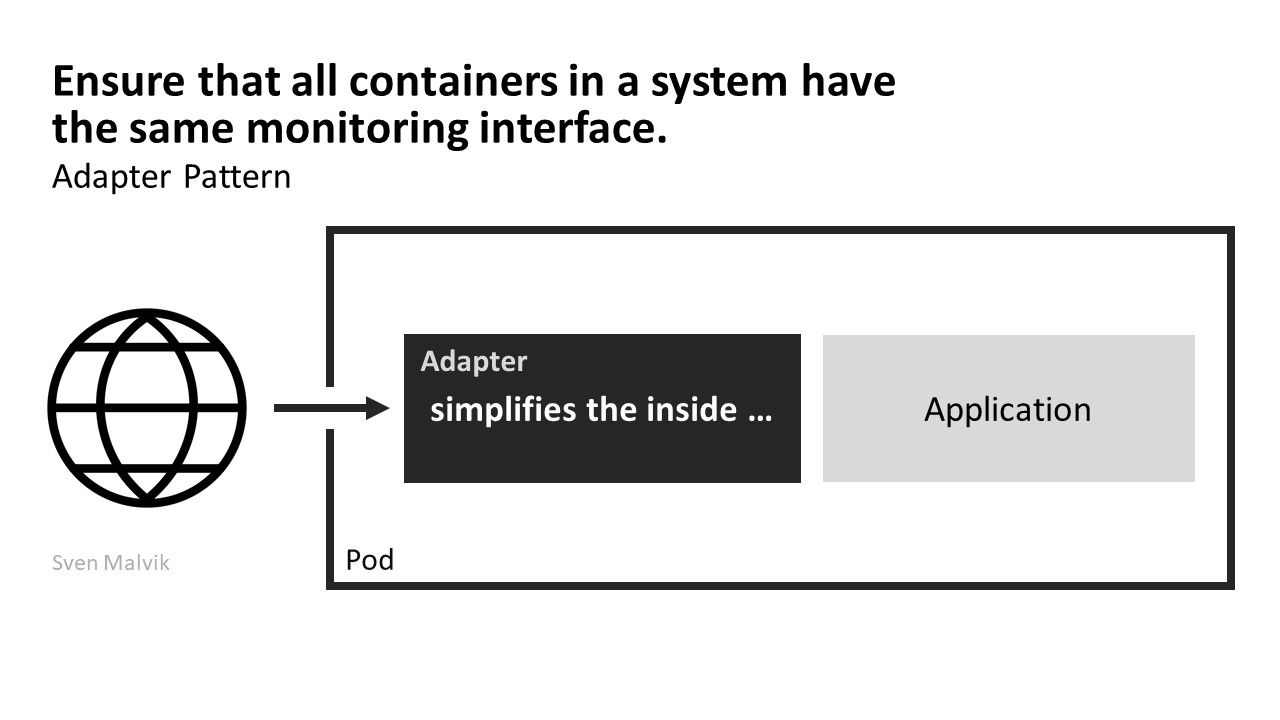 Ensure that all containers in a system have
the same monitoring interface.
Adapter Pattern
Adapter
simplifies the inside ...
Application
Pod
Sven Malvik